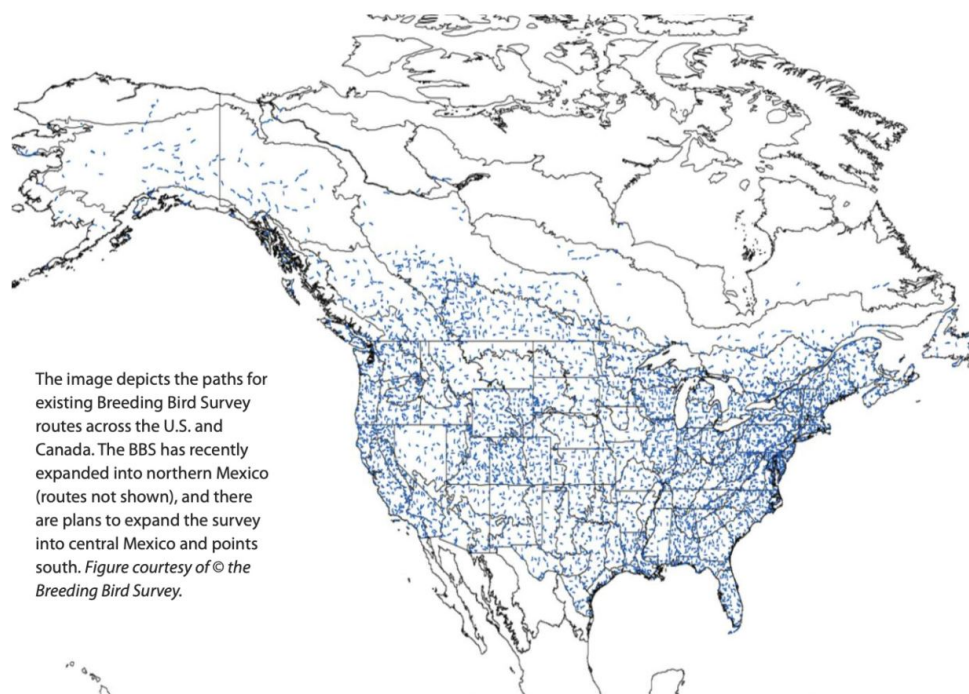 The image depicts the paths for
existing Breeding Bird Survey
routes across the U.S. and
Canada. The BBS has recently
expanded into northern Mexico
(routes not shown), and there
are plans to expand the survey
into central Mexico and points
south. Figure courtesy of © the
Breeding Bird Survey.